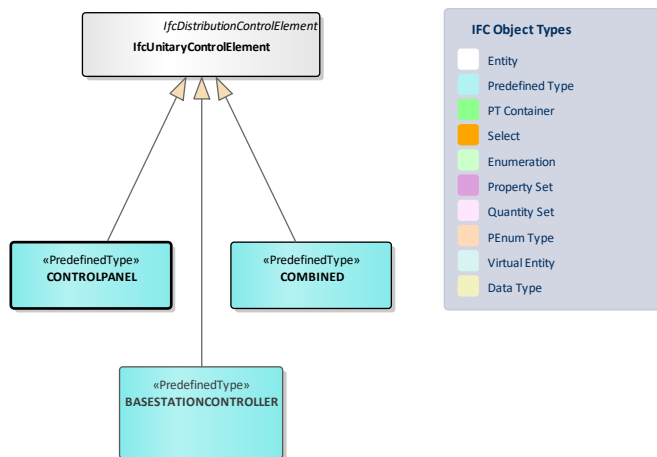 IfcDistributionControlElement
IfcUnitaryControlElement
«PredefinedType»
CONTROLPANEL
«PredefinedType»
COMBINED
«PredefinedType»
BASESTATIONCONTROLLER
IFC Object Types
Entity
Predefined Type
PT Container
Select
Enumeration
Property Set
Quantity Set
PEnum Type
Virtual Entity
Data Type